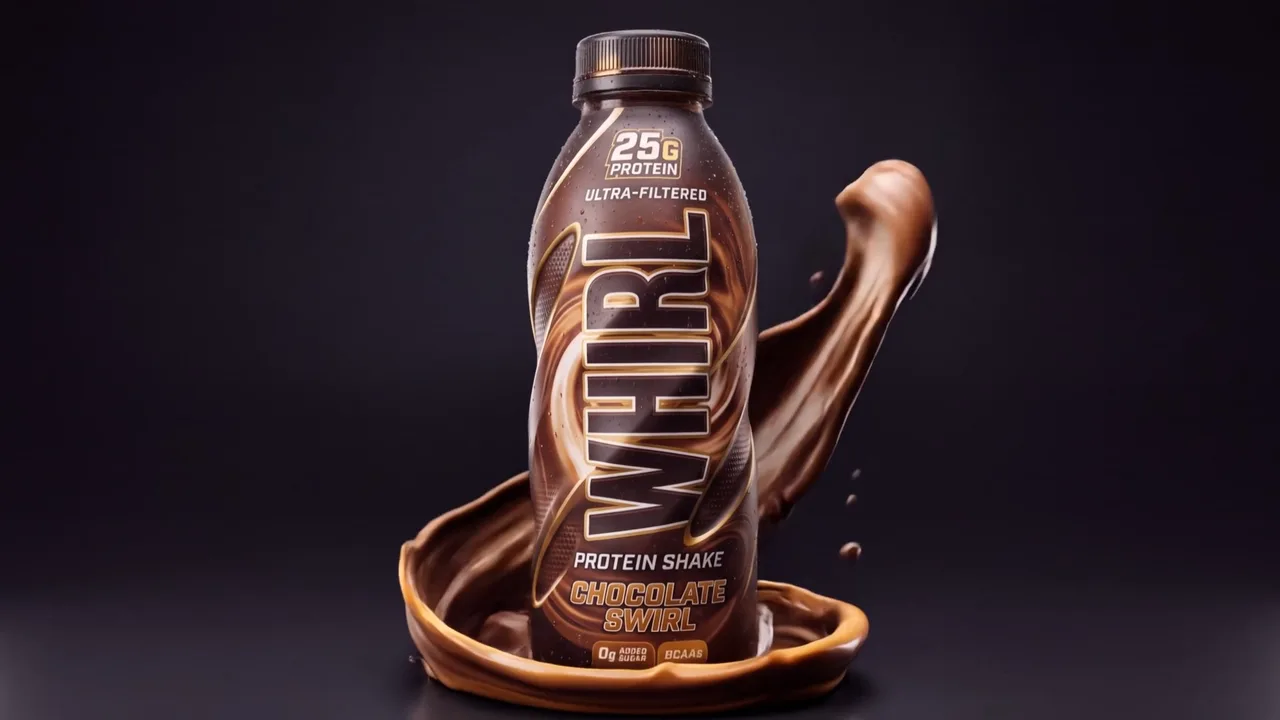 25G
PROTEIN
ULTRA-FILTERED
WHIRL
PROTEIN SHAKE
CHOCOLATE
SWIRL
0g ADDED SUGAR
BCAAS